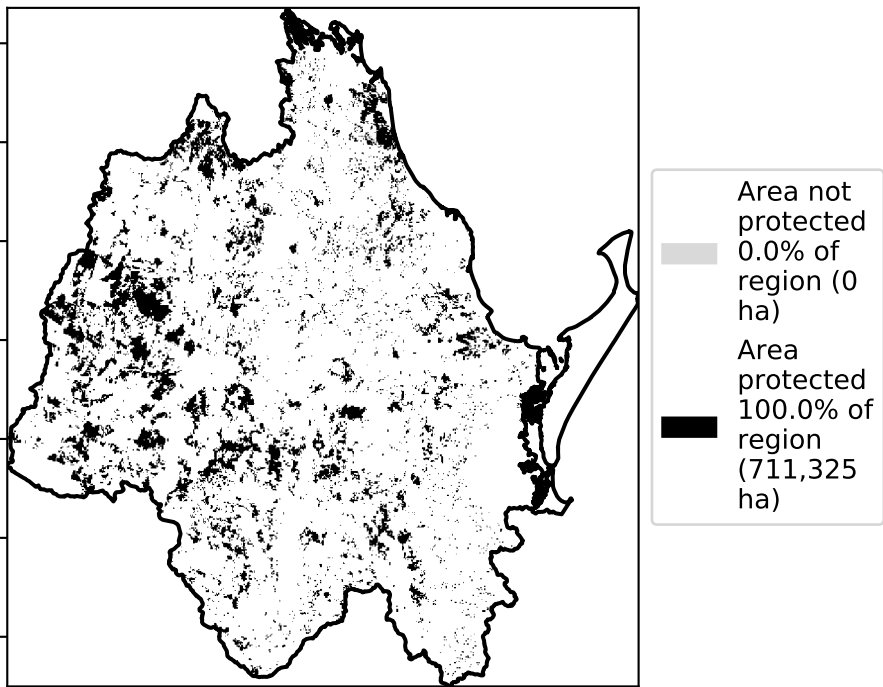 Area not
protected
0.0% of
region (0
ha)
Area
protected
100.0% of
region
(711,325
ha)